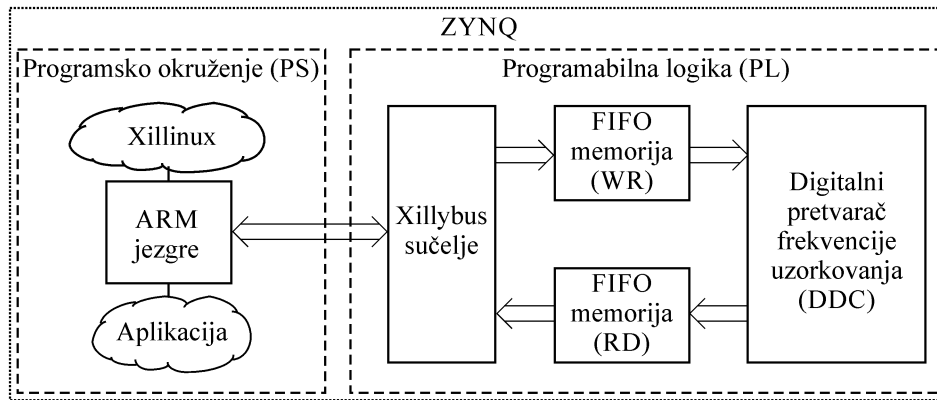 ZYNQ
Programsko okruženje (PS)
Xillinux
ARM
jezgre
Aplikacija
Programabilna logika (PL)
Xillybus
sučelje
FIFO
memorija
(WR)
FIFO
memorija
(RD)
Digitalni
pretvarač
frekvencije
uzorkovanja
(DDC)